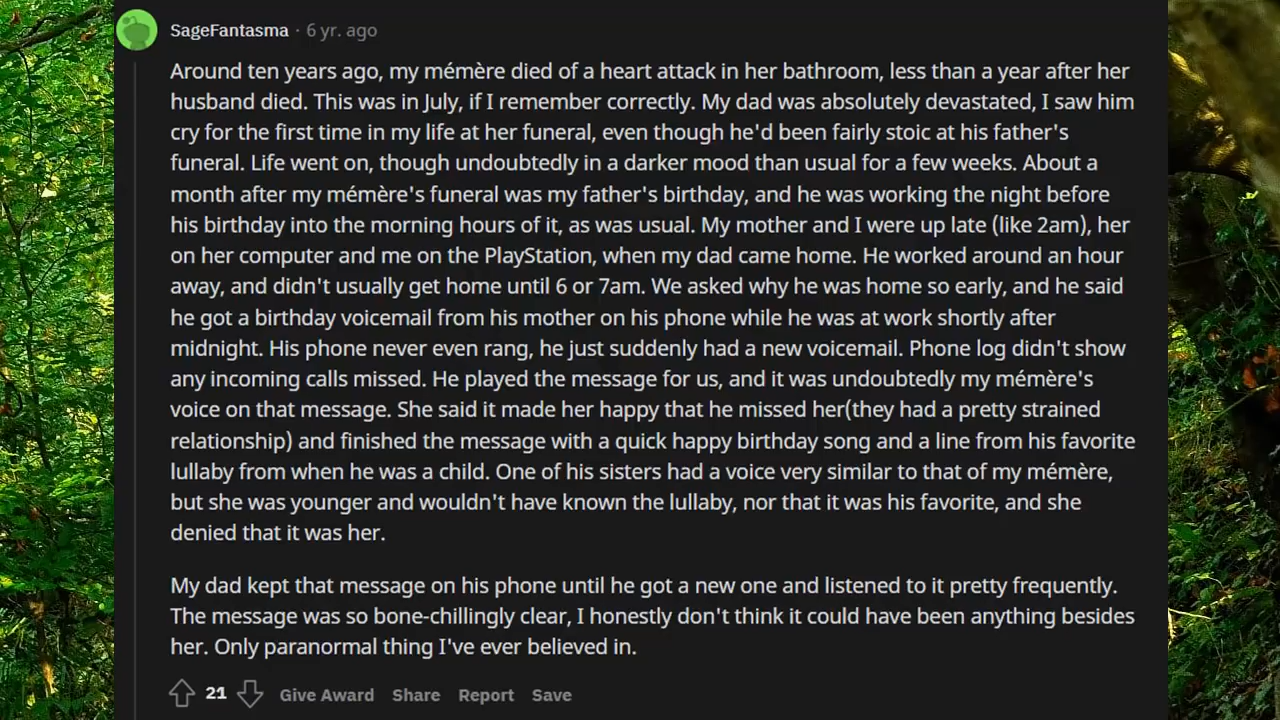 SageFantasma · 6 yr. ago
Around ten years ago, my mémère died of a heart attack in her bathroom, less than a year after her
husband died. This was in July, if I remember correctly. My dad was absolutely devastated, I saw him
cry for the first time in my life at her funeral, even though he'd been fairly stoic at his father's
funeral. Life went on, though undoubtedly in a darker mood than usual for a few weeks. About a
month after my mémère's funeral was my father's birthday, and he was working the night before
his birthday into the morning hours of it, as was usual. My mother and I were up late (like 2am), her
on her computer and me on the PlayStation, when my dad came home. He worked around an hour
away, and didn't usually get home until 6 or 7am. We asked why he was home so early, and he said
he got a birthday voicemail from his mother on his phone while he was at work shortly after
midnight. His phone never even rang, he just suddenly had a new voicemail. Phone log didn't show
any incoming calls missed. He played the message for us, and it was undoubtedly my mémère's
voice on that message. She said it made her happy that he missed her(they had a pretty strained
relationship) and finished the message with a quick happy birthday song and a line from his favorite
lullaby from when he was a child. One of his sisters had a voice very similar to that of my mémère,
but she was younger and wouldn't have known the lullaby, nor that it was his favorite, and she
denied that it was her.
My dad kept that message on his phone until he got a new one and listened to it pretty frequently.
The message was so bone-chillingly clear, I honestly don't think it could have been anything besides
her. Only paranormal thing I've ever believed in.
21 Give Award Share Report Save